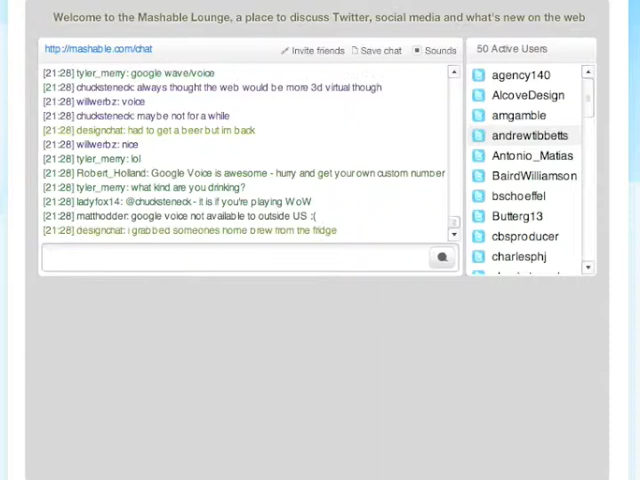 Welcome to the Mashable Lounge, a place to discuss Twitter, social media and what's new on the web
http://mashable.com/chat
Invite friends
Save chat
Sounds
50 Active Users
[21:28] tyler_merry: google wave/voice
[21:28] chucksteneck: always thought the web would be more 3d virtual though
[21:28] willwerbz: voice
[21:28] chucksteneck: maybe not for a while
[21:28] designchat: had to get a beer but im back
[21:28] willwerbz: nice
[21:28] tyler_merry: lol
[21:28] Robert_Holland: Google Voice is awesome - hurry and get your own custom number
[21:28] tyler_merry: what kind are you drinking?
[21:28] ladyfox14: @chucksteneck - it is if you're playing WoW
[21:28] matthodder: google voice not available to outside US :(
[21:28] designchat: i grabbed someones home brew from the fridge
agency140
AlcoveDesign
amgamble
andrewtibbetts
Antonio_Matias
BairdWilliamson
bschoeffel
Butterg13
cbsproducer
charlesphj